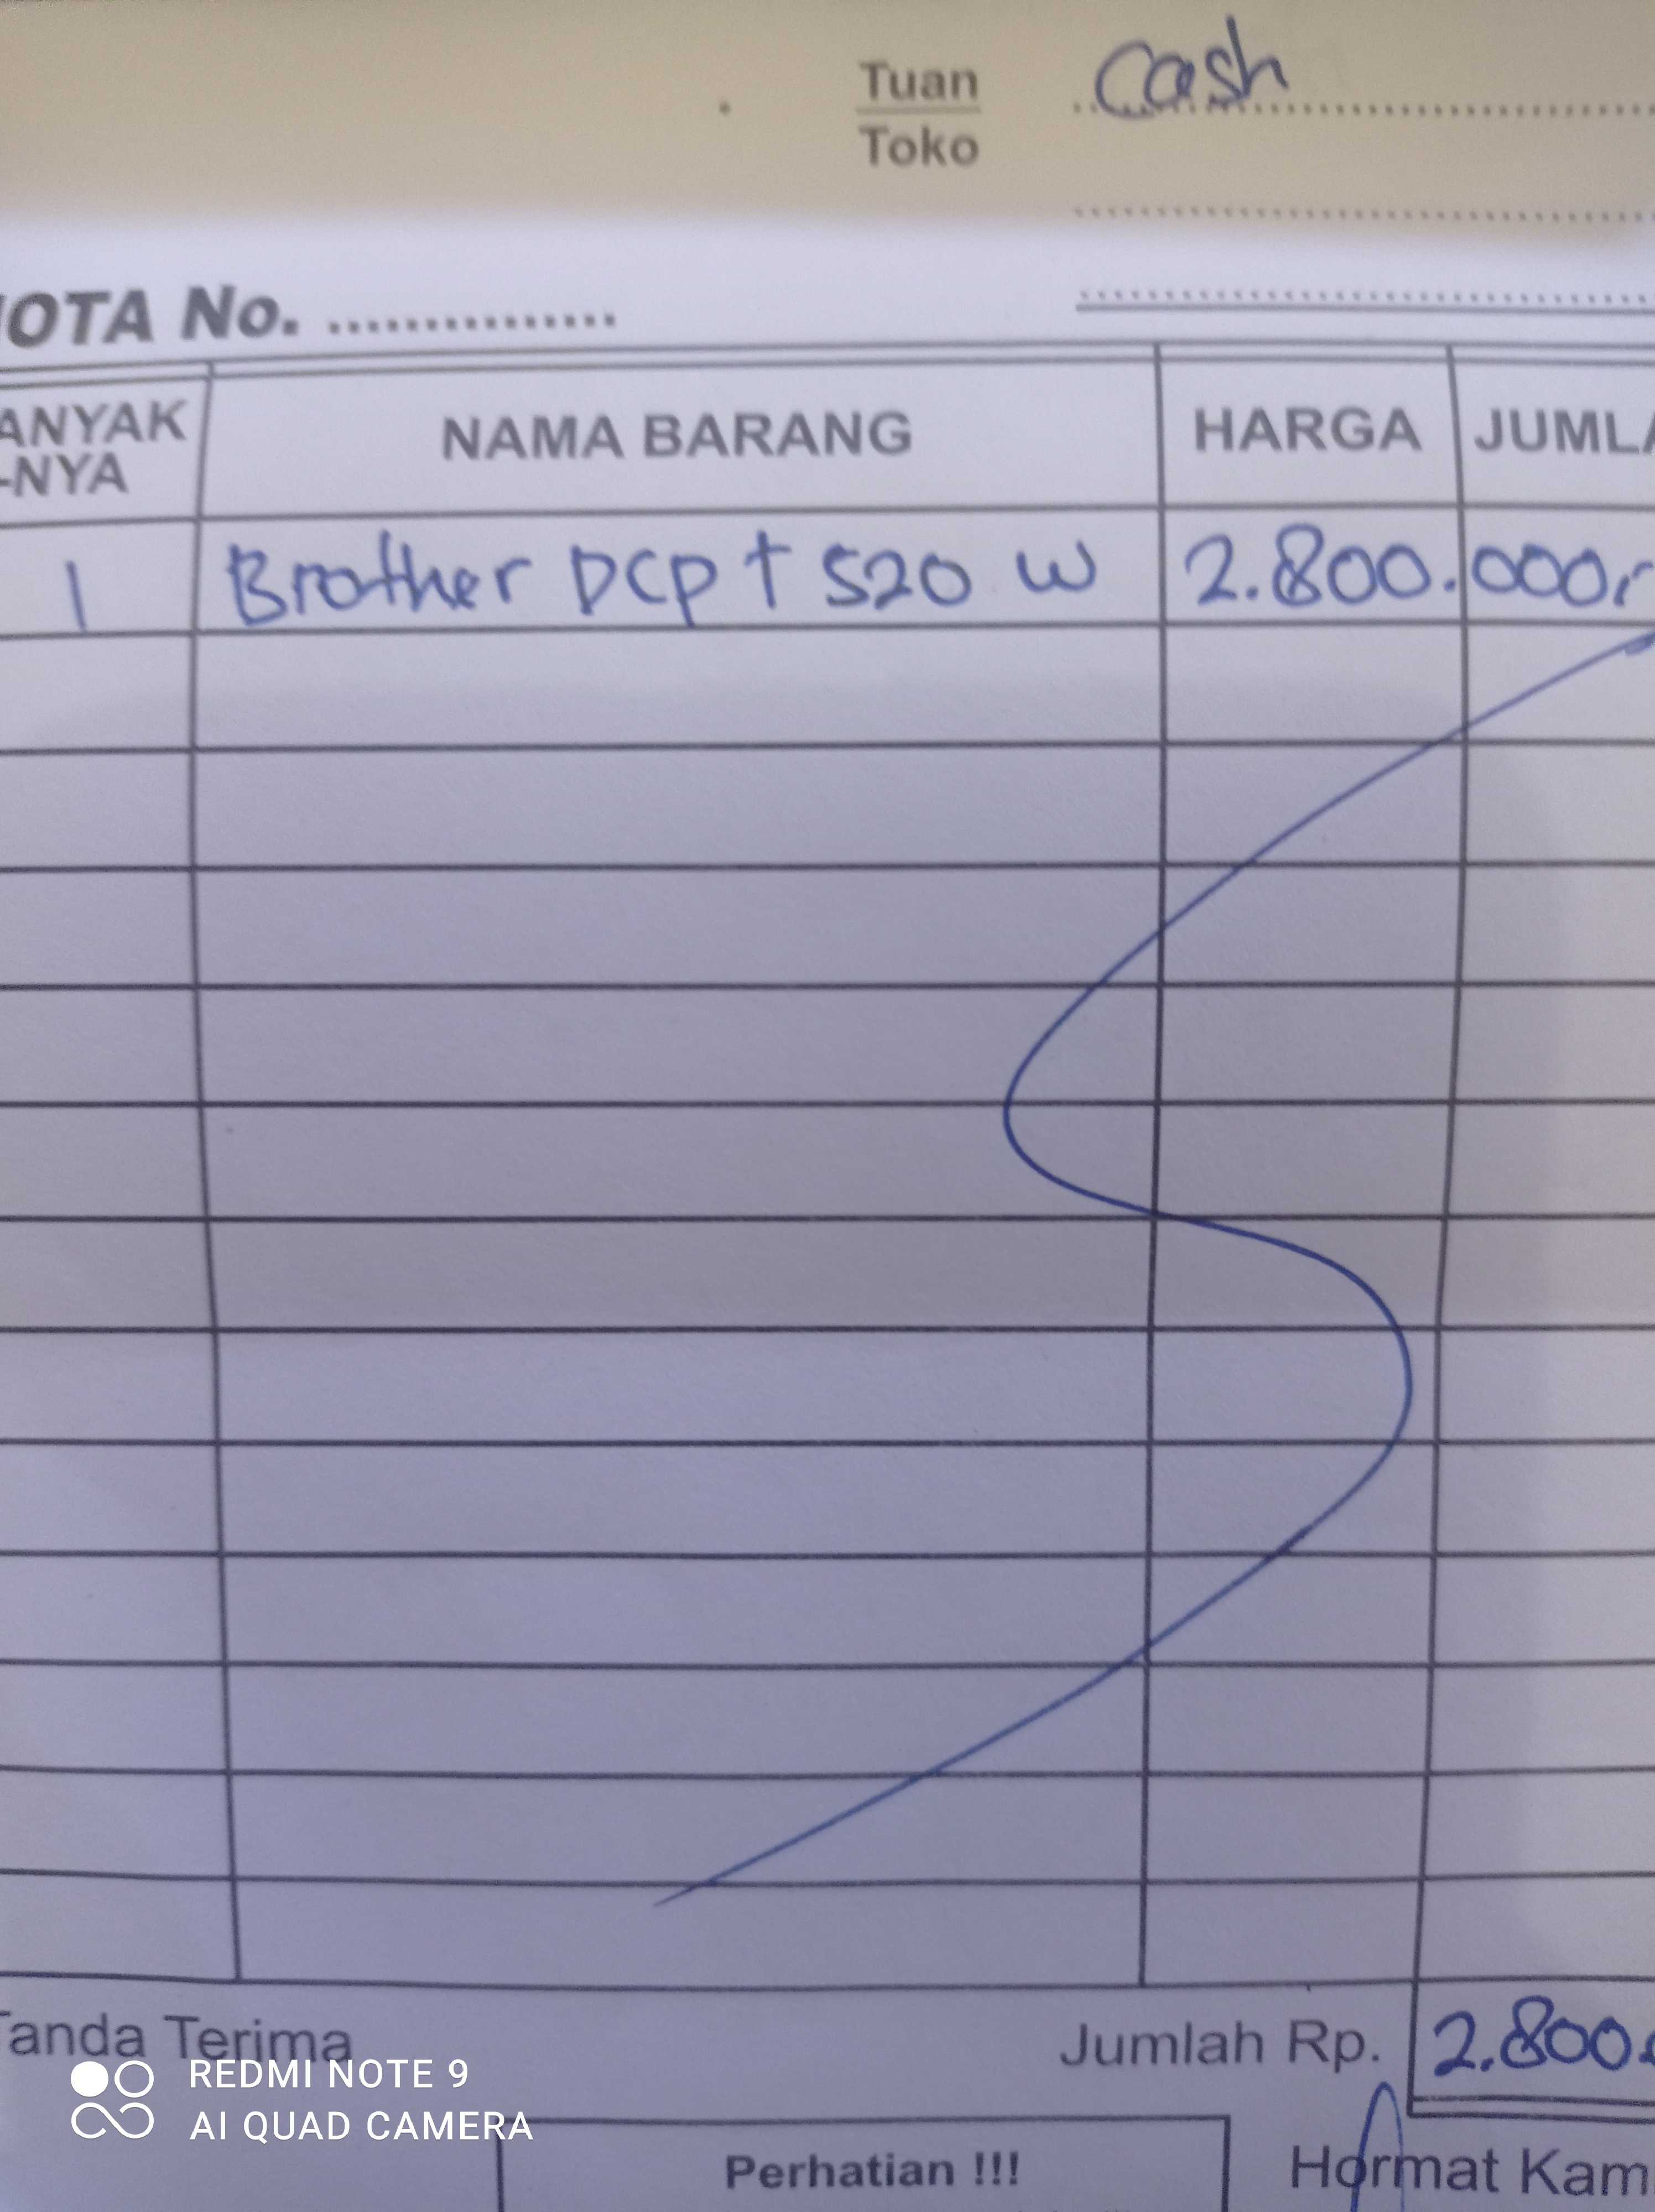 Tuan Cash
Toko
OTA No. ...............
ANYAK
-NYA
NAMA BARANG
HARGA
JUMLA
1 Brother DCP T 520 W 2.800.000,-
Tanda Terima
Jumlah Rp. 2.800.
REDMI NOTE 9
AI QUAD CAMERA
Perhatian !!!
Hormat Kam